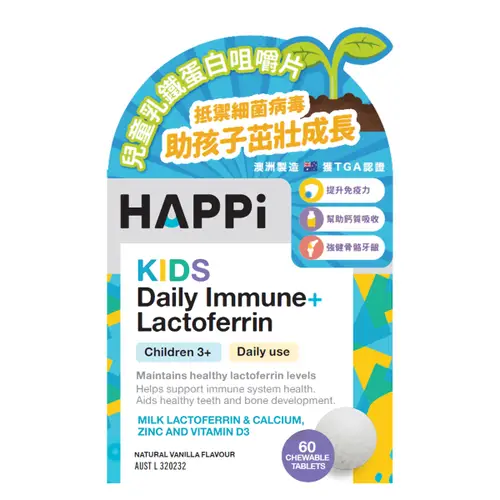 兒童乳鐵蛋白咀嚼片
抵禦細菌病毒
助孩子茁壯成長
澳洲製造 獲TGA認證
提升免疫力
幫助鈣質吸收
強健骨骼牙齦
HAPPi
KIDS
Daily Immune+
Lactoferrin
Children 3+
Daily use
Maintains healthy lactoferrin levels
Helps support immune system health.
Aids healthy teeth and bone development.
MILK LACTOFERRIN & CALCIUM,
ZINC AND VITAMIN D3
NATURAL VANILLA FLAVOUR
AUST L 320232
60
CHEWABLE
TABLETS